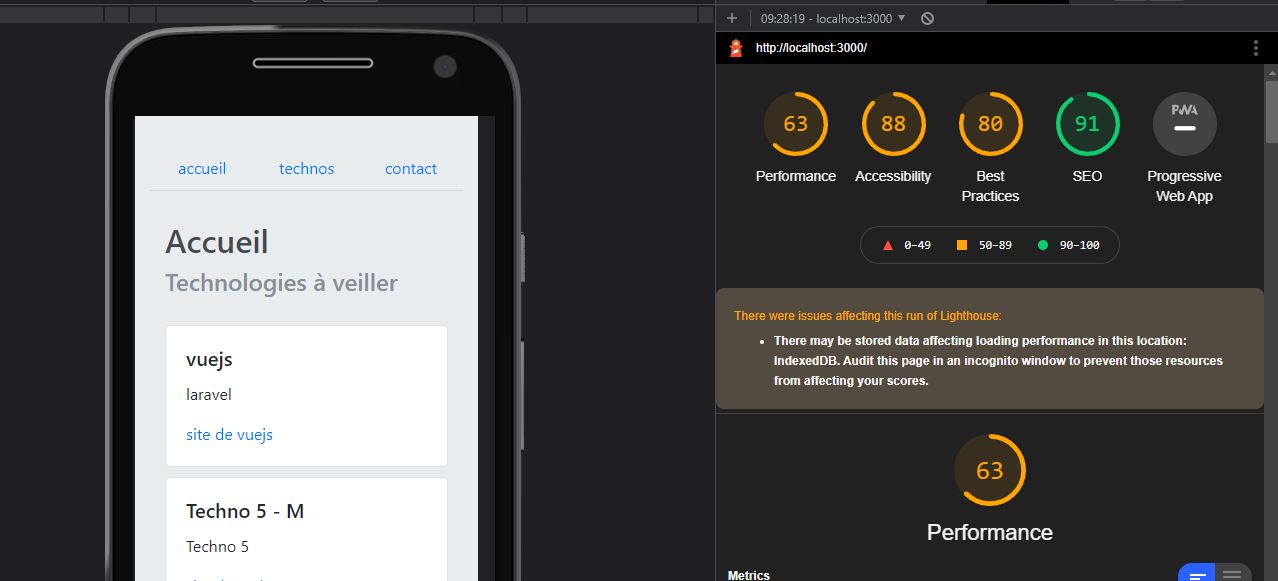 09:28:19 - localhost:3000
http://localhost:3000/
63
88
80
91
PWA
Performance
Accessibility
Best
Practices
SEO
Progressive
Web App
0–49
50–89
90–100
There were issues affecting this run of Lighthouse:
There may be stored data affecting loading performance in this location:
IndexedDB. Audit this page in an incognito window to prevent those resources
from affecting your scores.
63
Performance
Metrics
accueil
technos
contact
Accueil
Technologies à veiller
vuejs
laravel
site de vuejs
Techno 5 - M
Techno 5